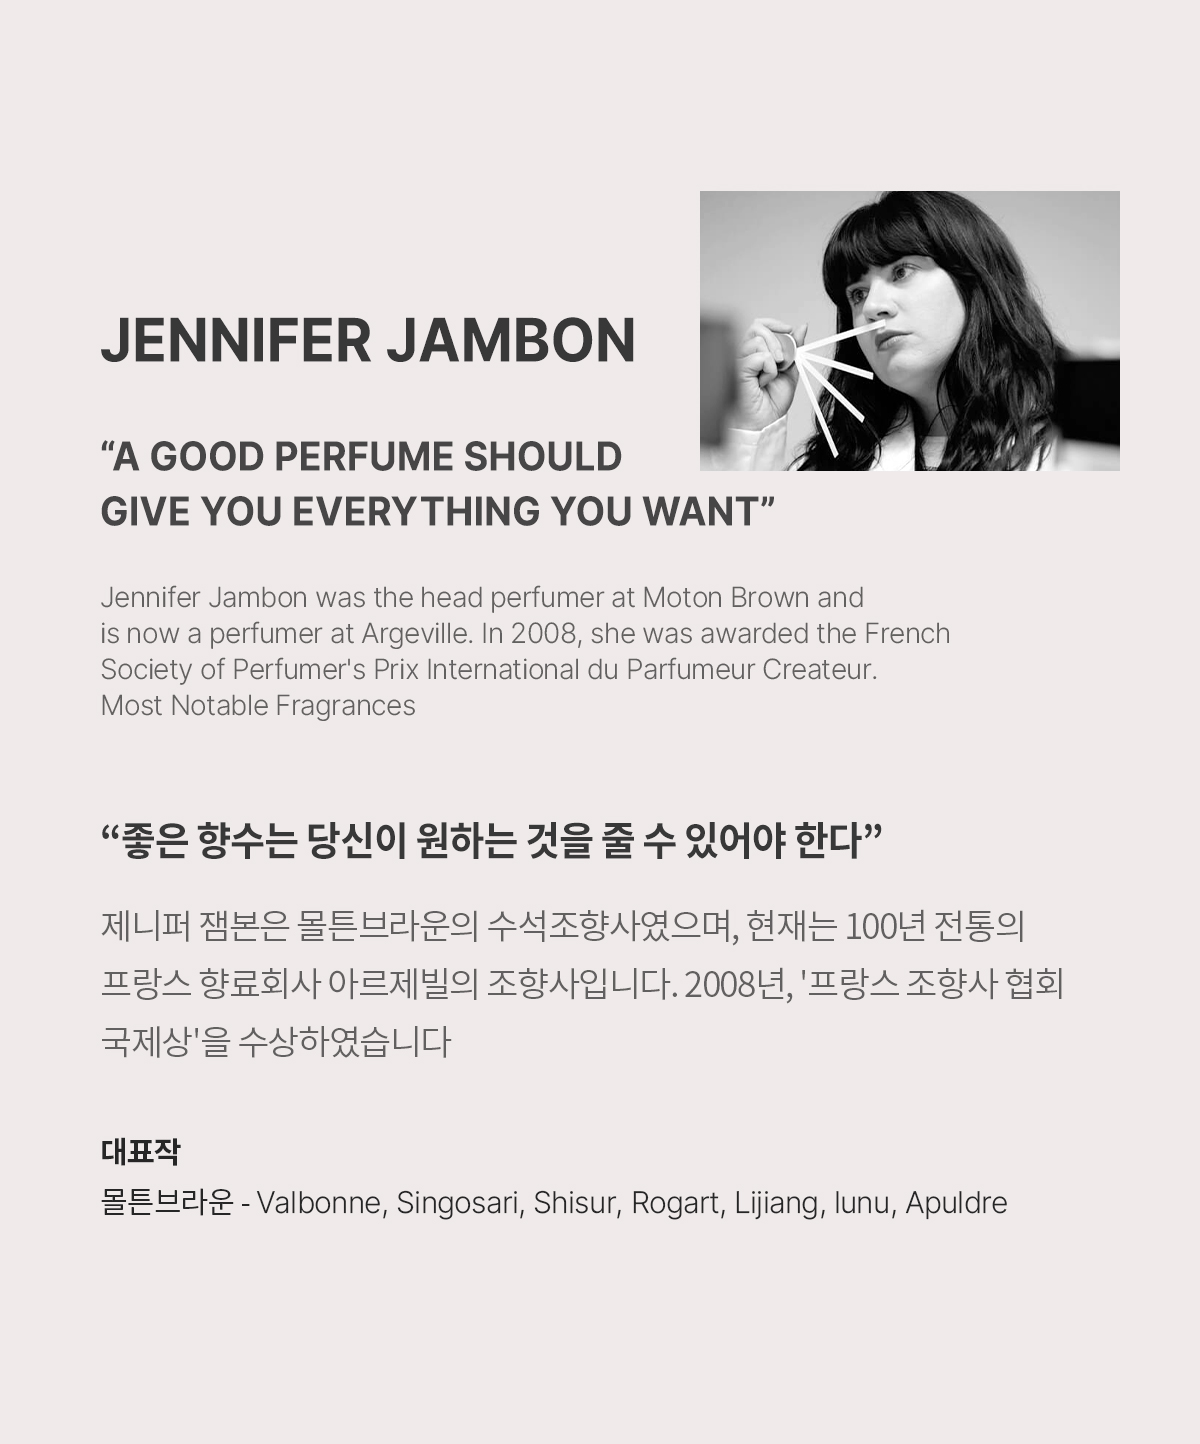 JENNIFER JAMBON
“A GOOD PERFUME SHOULD
GIVE YOU EVERYTHING YOU WANT”
Jennifer Jambon was the head perfumer at Moton Brown and
is now a perfumer at Argeville. In 2008, she was awarded the French
Society of Perfumer's Prix International du Parfumeur Createur.
Most Notable Fragrances
“좋은 향수는 당신이 원하는 것을 줄 수 있어야 한다”
제니퍼 잼본은 몰튼브라운의 수석조향사였으며, 현재는 100년 전통의
프랑스 향료회사 아르제빌의 조향사입니다. 2008년, '프랑스 조향사 협회
국제상'을 수상하였습니다
대표작
몰튼브라운 - Valbonne, Singosari, Shisur, Rogart, Lijiang, lunu, Apuldre